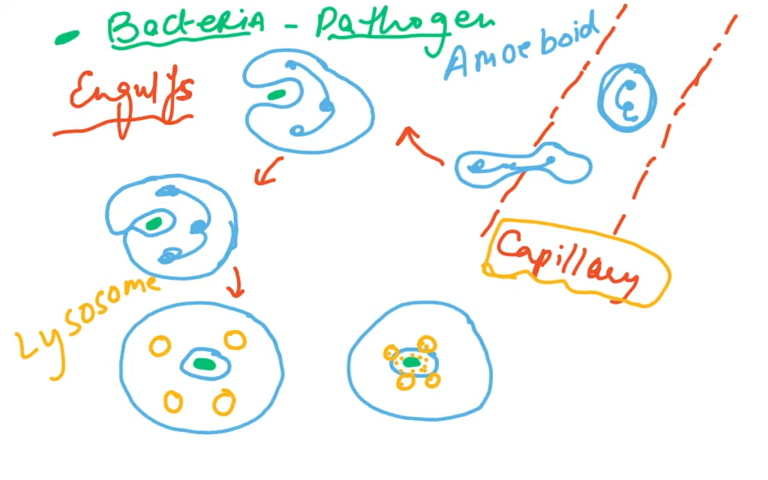 - Bacteria - Pathogen
Amoeboid
Engulfs
Capillary
Lysosome